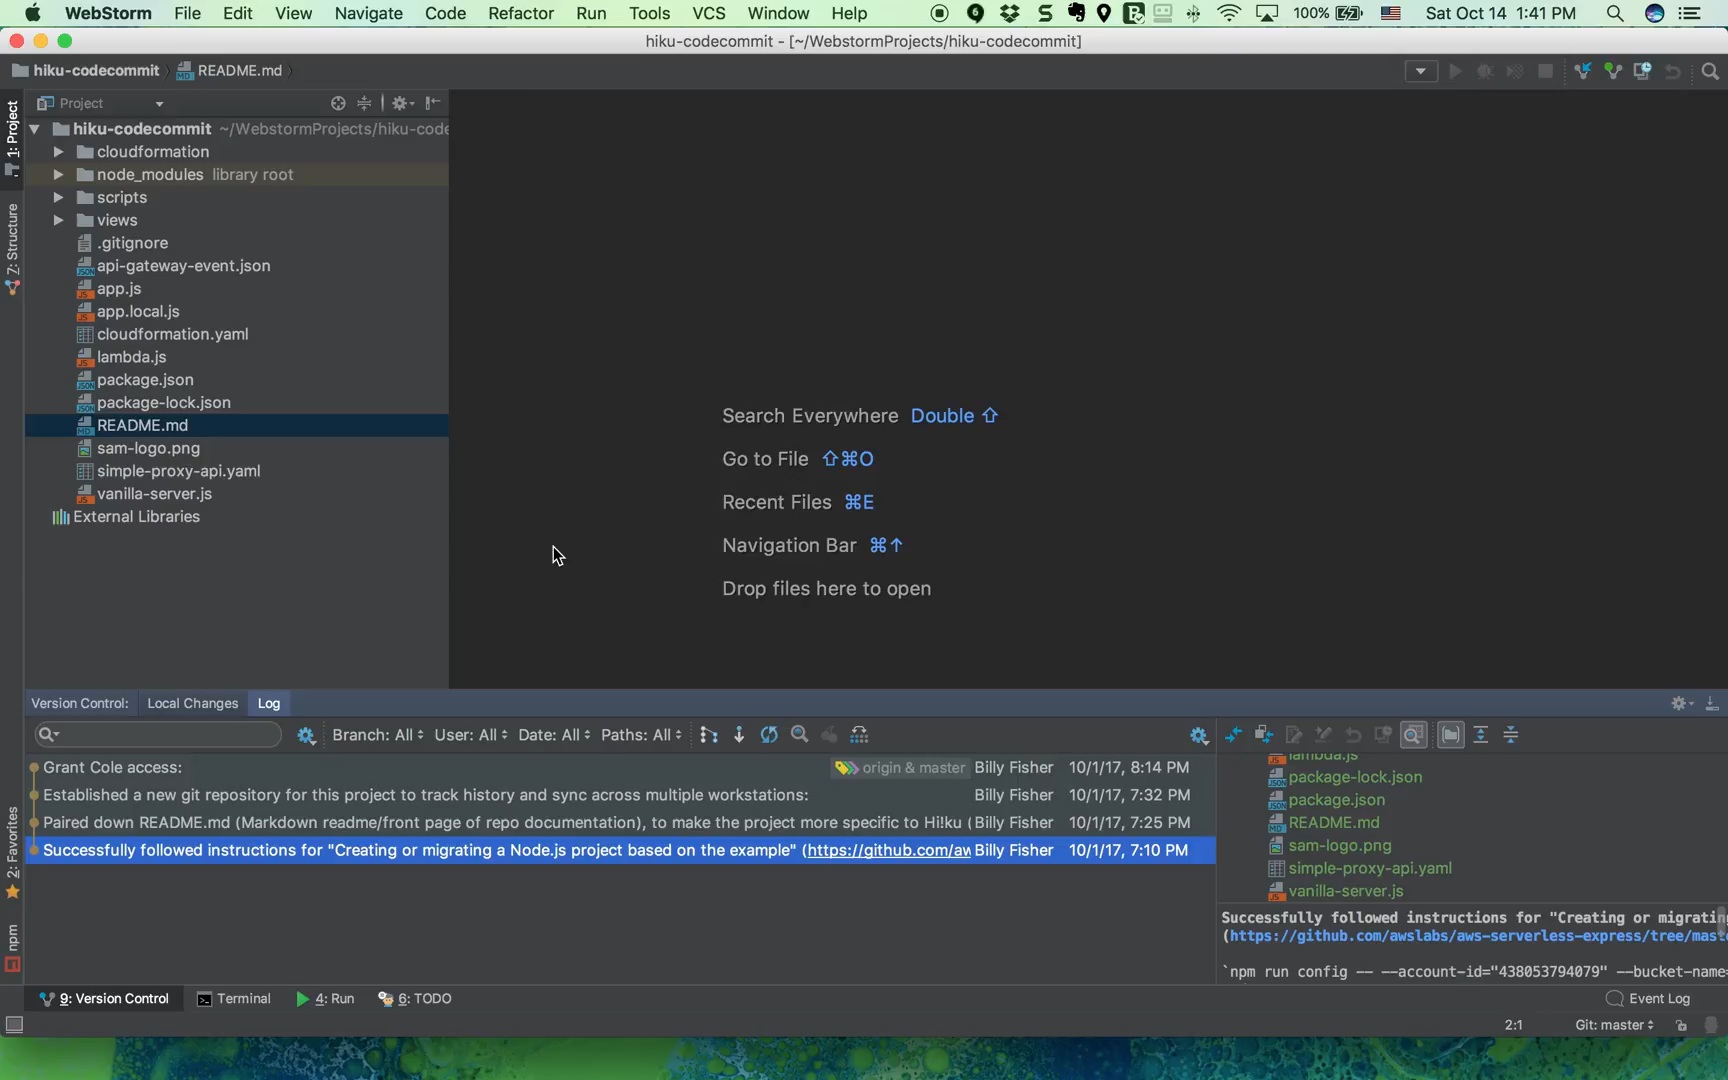 WebStorm File Edit View Navigate Code Refactor Run Tools VCS Window Help 100% Sat Oct 14 1:41 PM
hiku-codecommit - [~/WebstormProjects/hiku-codecommit]
hiku-codecommit README.md
1: Project
Project
hiku-codecommit ~/WebstormProjects/hiku-code
cloudformation
node_modules library root
scripts
views
7: Structure
.gitignore
api-gateway-event.json
app.js
app.local.js
cloudformation.yaml
lambda.js
package.json
package-lock.json
README.md
sam-logo.png
simple-proxy-api.yaml
vanilla-server.js
External Libraries
Search Everywhere Double ⇧
Go to File ⇧⌘O
Recent Files ⌘E
Navigation Bar ⌘↑
Drop files here to open
Version Control: Local Changes Log
Branch: All User: All Date: All Paths: All
Grant Cole access: origin & master Billy Fisher 10/1/17, 8:14 PM
Established a new git repository for this project to track history and sync across multiple workstations: Billy Fisher 10/1/17, 7:32 PM
Paired down README.md (Markdown readme/front page of repo documentation), to make the project more specific to Hi!ku ( Billy Fisher 10/1/17, 7:25 PM
Successfully followed instructions for "Creating or migrating a Node.js project based on the example" (https://github.com/aw Billy Fisher 10/1/17, 7:10 PM
lambda.js
package-lock.json
package.json
README.md
sam-logo.png
simple-proxy-api.yaml
vanilla-server.js
Successfully followed instructions for "Creating or migratin
(https://github.com/awslabs/aws-serverless-express/tree/mast
`npm run config -- --account-id="438053794079" --bucket-name=
2: Favorites
npm
9: Version Control Terminal 4: Run 6: TODO Event Log
2:1 Git: master